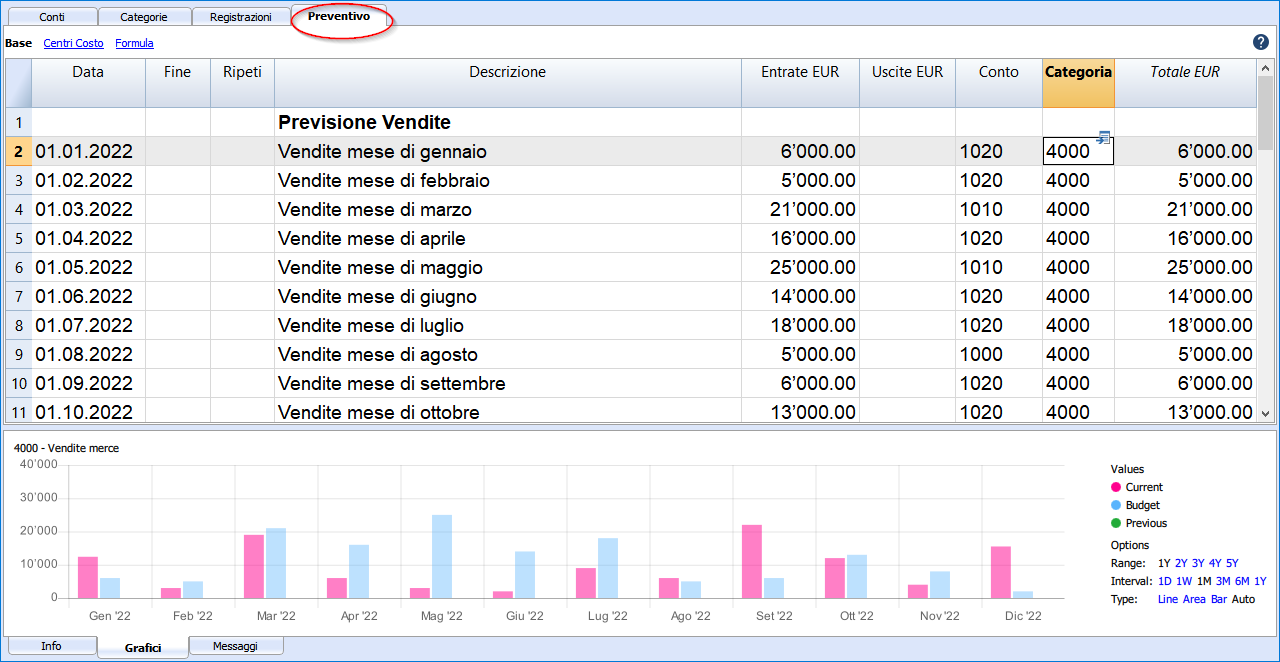 Conti Categorie Registrazioni Preventivo
Base Centri Costo Formula ?
Data Fine Ripeti Descrizione Entrate EUR Uscite EUR Conto Categoria Totale EUR
1 Previsione Vendite
2 01.01.2022 Vendite mese di gennaio 6’000.00 1020 4000 6’000.00
3 01.02.2022 Vendite mese di febbraio 5’000.00 1020 4000 5’000.00
4 01.03.2022 Vendite mese di marzo 21’000.00 1010 4000 21’000.00
5 01.04.2022 Vendite mese di aprile 16’000.00 1020 4000 16’000.00
6 01.05.2022 Vendite mese di maggio 25’000.00 1010 4000 25’000.00
7 01.06.2022 Vendite mese di giugno 14’000.00 1020 4000 14’000.00
8 01.07.2022 Vendite mese di luglio 18’000.00 1020 4000 18’000.00
9 01.08.2022 Vendite mese di agosto 5’000.00 1000 4000 5’000.00
10 01.09.2022 Vendite mese di settembre 6’000.00 1020 4000 6’000.00
11 01.10.2022 Vendite mese di ottobre 13’000.00 1020 4000 13’000.00
4000 - Vendite merce
40’000
30’000
20’000
10’000
0
Gen '22 Feb '22 Mar '22 Apr '22 Mag '22 Giu '22 Lug '22 Ago '22 Set '22 Ott '22 Nov '22 Dic '22
Values
Current
Budget
Previous
Options
Range: 1Y 2Y 3Y 4Y 5Y
Interval: 1D 1W 1M 3M 6M 1Y
Type: Line Area Bar Auto
Info Grafici Messaggi